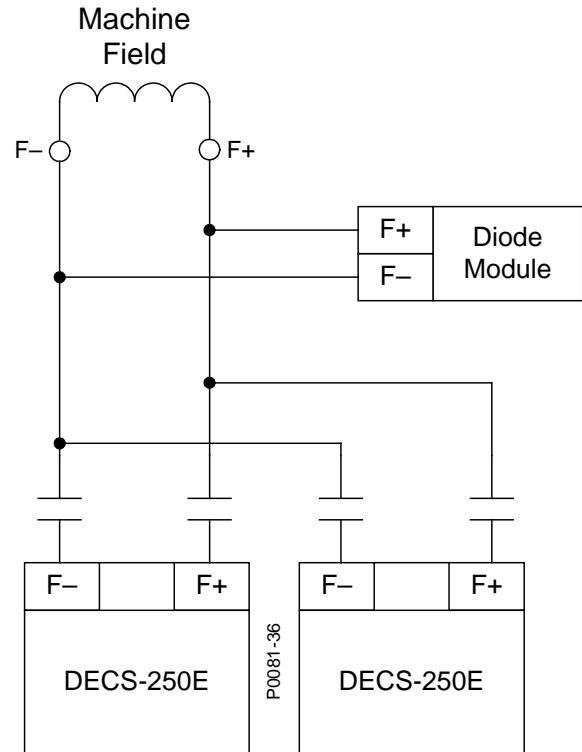 Machine
Field
F–
F+
F+
F–
Diode
Module
F–
F+
F–
F+
DECS-250E
P0081-36
DECS-250E